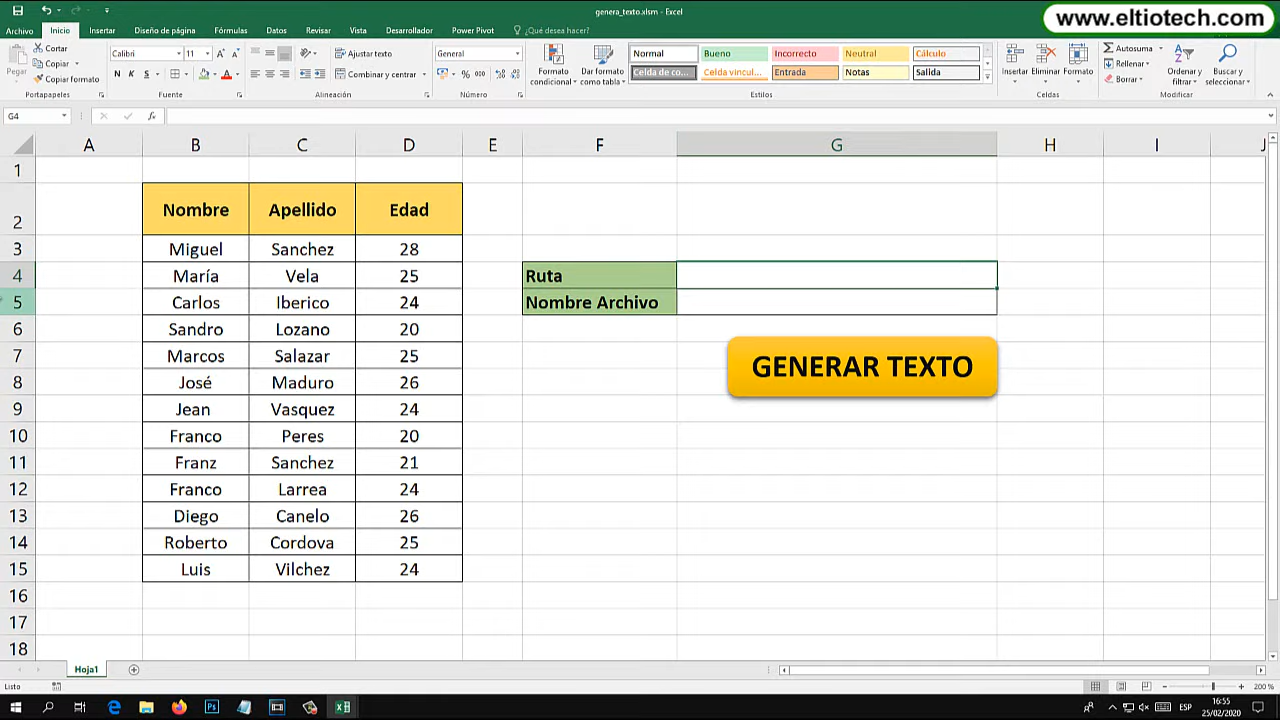 genera_texto.xlsm - Excel
www.eltiotech.com
Archivo Inicio Insertar Diseño de página Fórmulas Datos Revisar Vista Desarrollador Power Pivot ¿Qué desea hacer?
Pegar
Cortar
Copiar
Copiar formato
Portapapeles
Calibri 11
N K S
Fuente
Ajustar texto
Combinar y centrar
Alineación
General
% 000
Número
Formato condicional
Dar formato como tabla
Normal Bueno Incorrecto Neutral Cálculo
Celda de co... Celda vincul... Entrada Notas Salida
Estilos
Insertar Eliminar Formato
Celdas
Autosuma
Rellenar
Borrar
Ordenar y filtrar
Buscar y seleccionar
Modificar
G4 fx
A B C D E F G H I J
1
2 Nombre Apellido Edad
3 Miguel Sanchez 28
4 María Vela 25 Ruta
5 Carlos Iberico 24 Nombre Archivo
6 Sandro Lozano 20
7 Marcos Salazar 25
GENERAR TEXTO
8 José Maduro 26
9 Jean Vasquez 24
10 Franco Peres 20
11 Franz Sanchez 21
12 Franco Larrea 24
13 Diego Canelo 26
14 Roberto Cordova 25
15 Luis Vilchez 24
16
17
18
Hoja1
Listo
200 %
ESP
16:55
25/02/2020